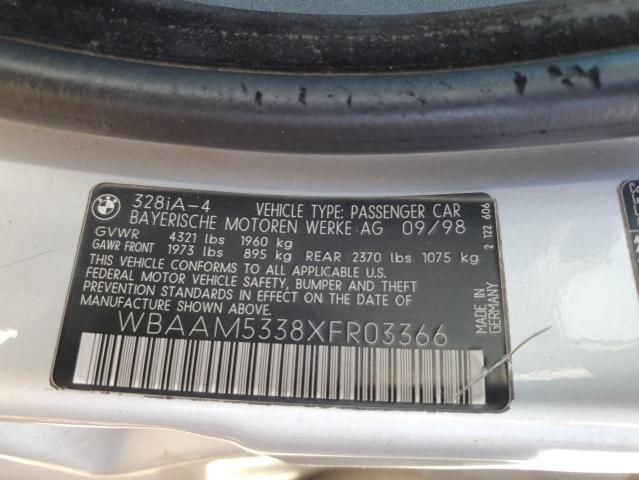 BMW
328iA-4 VEHICLE TYPE: PASSENGER CAR
BAYERISCHE MOTOREN WERKE AG 09/98
GVWR 4321 lbs 1960 kg
GAWR FRONT 1973 lbs 895 kg REAR 2370 lbs 1075 kg
THIS VEHICLE CONFORMS TO ALL APPLICABLE U.S.
FEDERAL MOTOR VEHICLE SAFETY, BUMPER AND THEFT
PREVENTION STANDARDS IN EFFECT ON THE DATE OF
MANUFACTURE SHOWN ABOVE.
WBAAM5338XFR03366
2 122 606
MADE IN
GERMANY